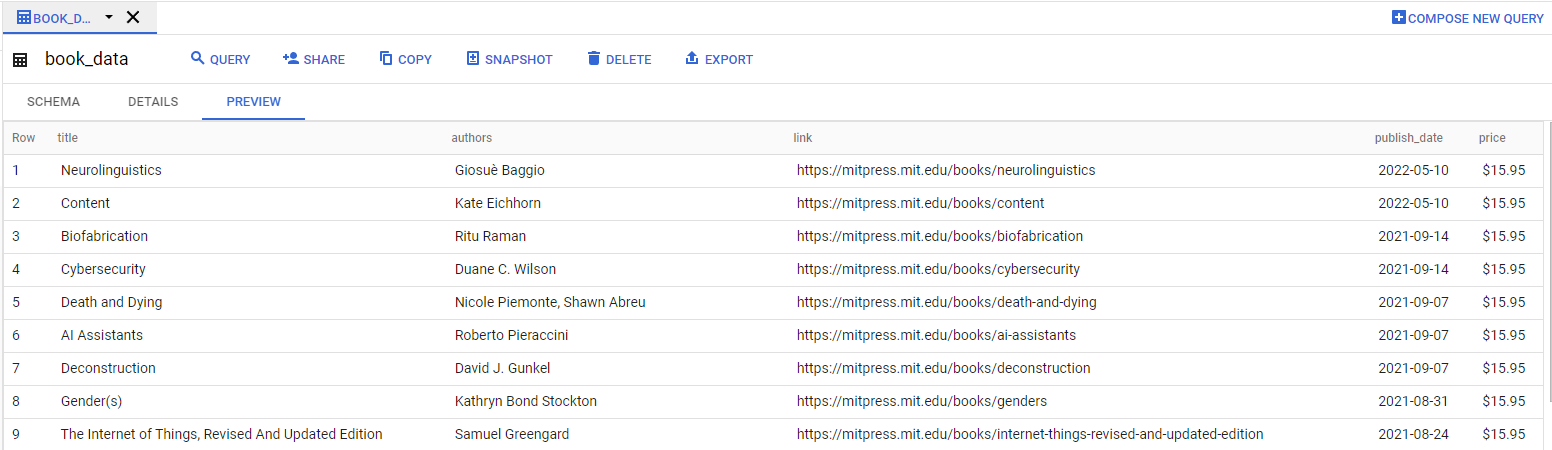 BOOK_D... COMPOSE NEW QUERY
book_data QUERY SHARE COPY SNAPSHOT DELETE EXPORT
SCHEMA DETAILS PREVIEW
Row title authors link publish_date price
1 Neurolinguistics Giosuè Baggio https://mitpress.mit.edu/books/neurolinguistics 2022-05-10 $15.95
2 Content Kate Eichhorn https://mitpress.mit.edu/books/content 2022-05-10 $15.95
3 Biofabrication Ritu Raman https://mitpress.mit.edu/books/biofabrication 2021-09-14 $15.95
4 Cybersecurity Duane C. Wilson https://mitpress.mit.edu/books/cybersecurity 2021-09-14 $15.95
5 Death and Dying Nicole Piemonte, Shawn Abreu https://mitpress.mit.edu/books/death-and-dying 2021-09-07 $15.95
6 AI Assistants Roberto Pieraccini https://mitpress.mit.edu/books/ai-assistants 2021-09-07 $15.95
7 Deconstruction David J. Gunkel https://mitpress.mit.edu/books/deconstruction 2021-09-07 $15.95
8 Gender(s) Kathryn Bond Stockton https://mitpress.mit.edu/books/genders 2021-08-31 $15.95
9 The Internet of Things, Revised And Updated Edition Samuel Greengard https://mitpress.mit.edu/books/internet-things-revised-and-updated-edition 2021-08-24 $15.95